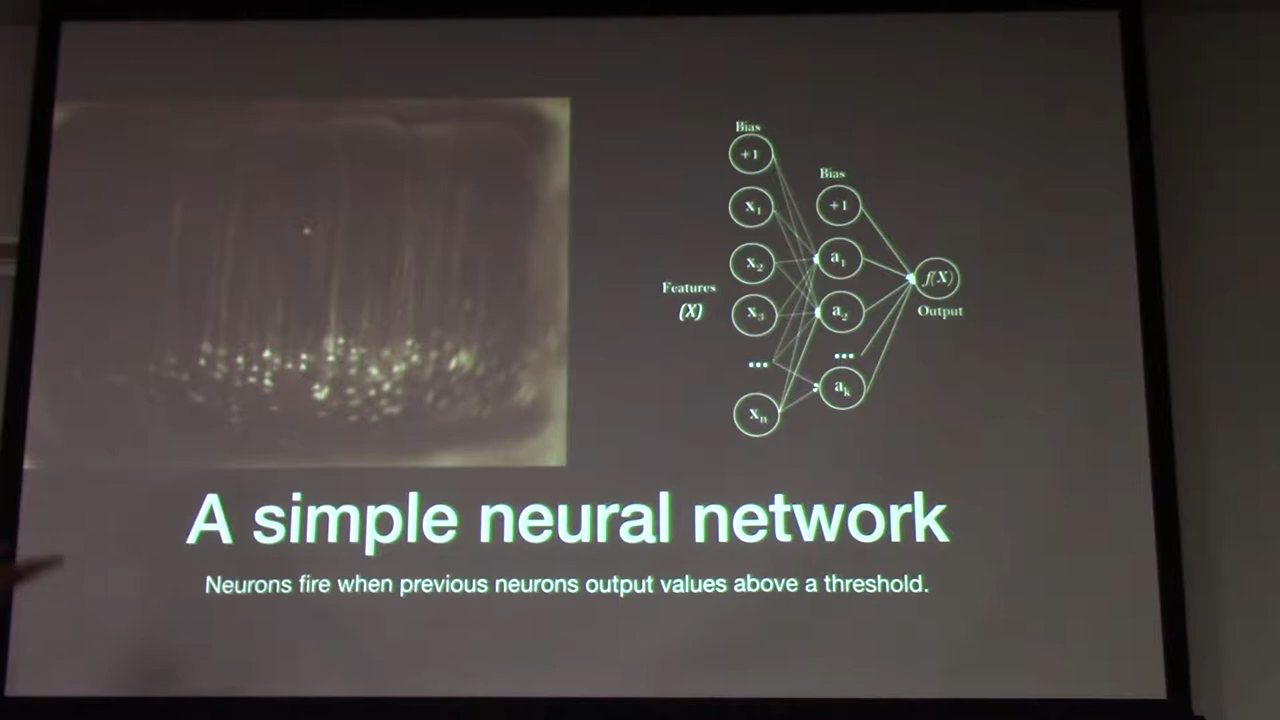 Bias
+1
Bias
x₁
+1
x₂
a₁
f(X)
Features
(X)
x₃
a₂
Output
...
...
xₙ
aₖ
A simple neural network
Neurons fire when previous neurons output values above a threshold.